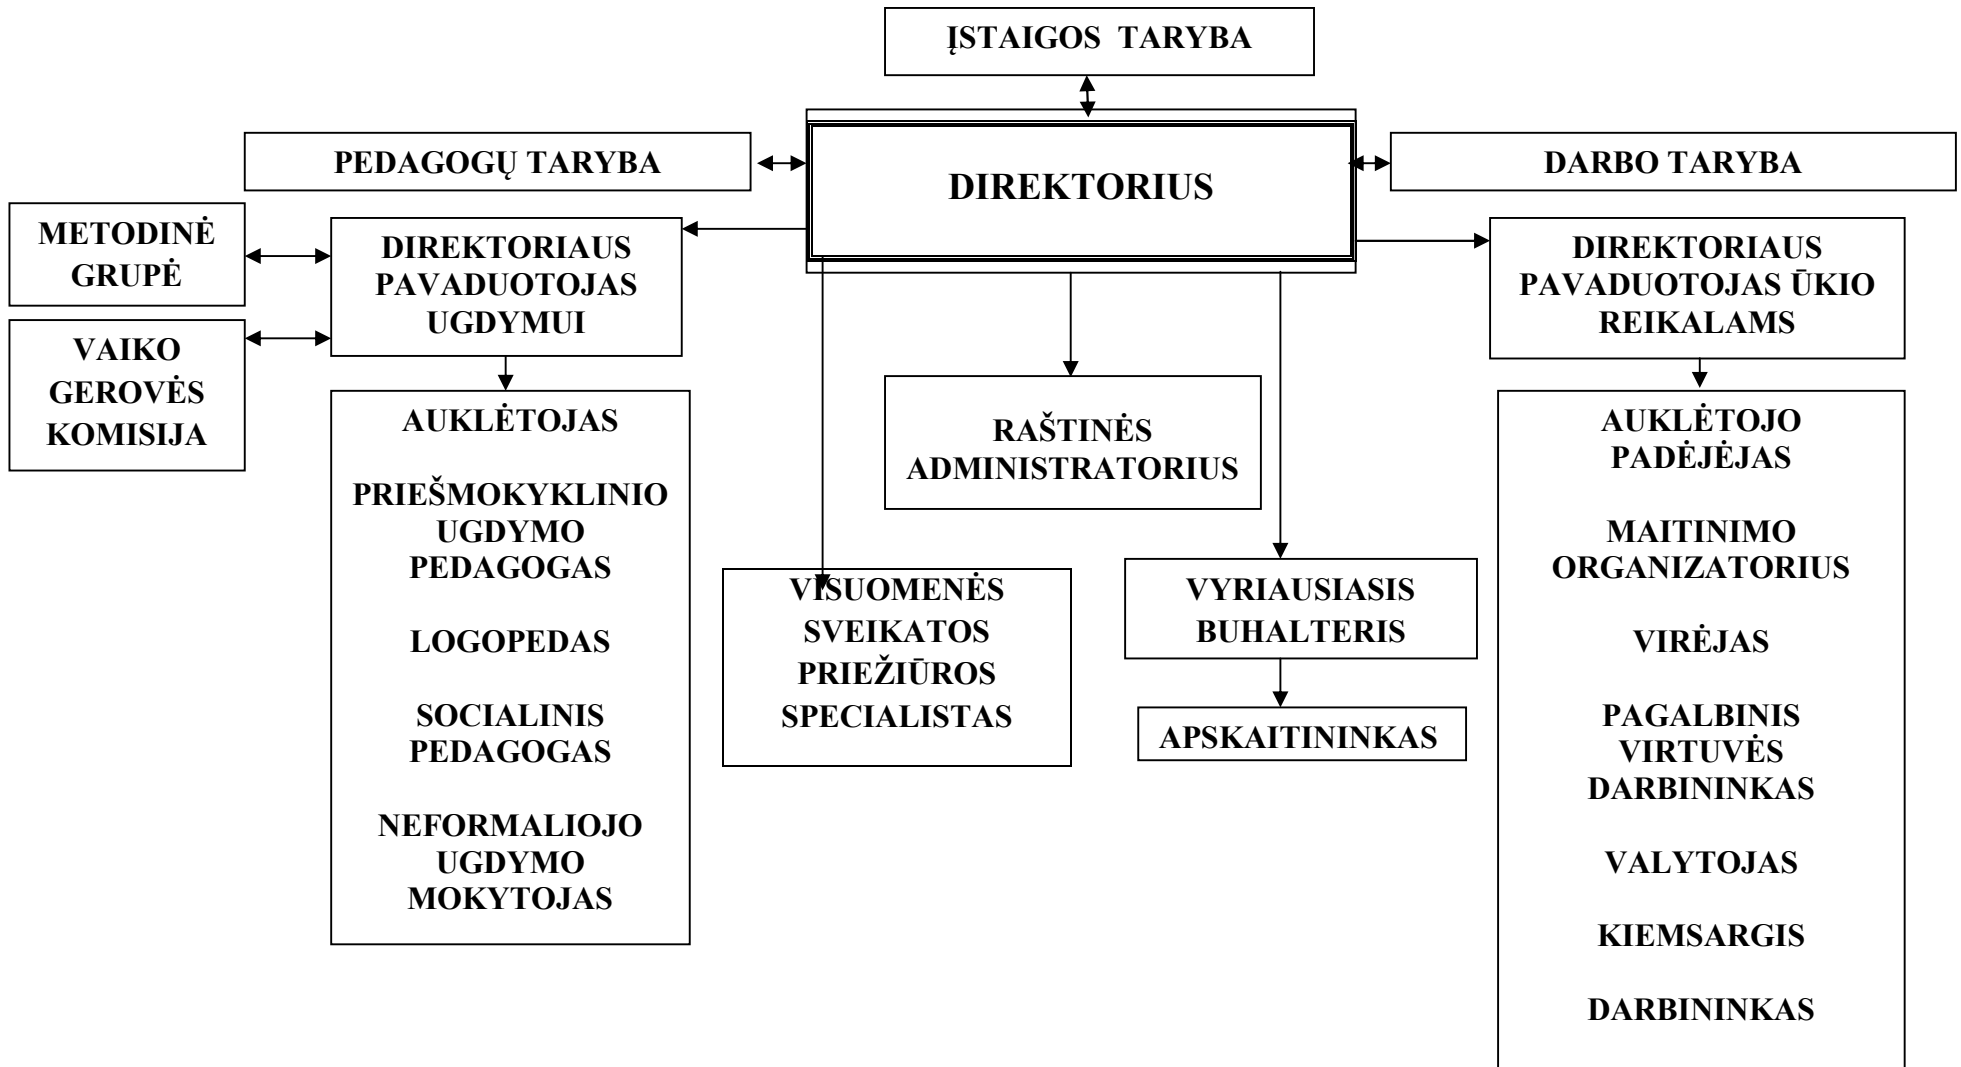 ĮSTAIGOS TARYBA
PEDAGOGŲ TARYBA
DIREKTORIUS
DARBO TARYBA
METODINĖ
GRUPĖ
DIREKTORIAUS
PAVADUOTOJAS
UGDYMUI
DIREKTORIAUS
PAVADUOTOJAS ŪKIO
REIKALAMS
VAIKO
GEROVĖS
KOMISIJA
AUKLĖTOJAS
PRIEŠMOKYKLINIO
UGDYMO
PEDAGOGAS
LOGOPEDAS
SOCIALINIS
PEDAGOGAS
NEFORMALIOJO
UGDYMO
MOKYTOJAS
RAŠTINĖS
ADMINISTRATORIUS
VISUOMENĖS
SVEIKATOS
PRIEŽIŪROS
SPECIALISTAS
VYRIAUSIASIS
BUHALTERIS
APSKAITININKAS
AUKLĖTOJO
PADĖJĖJAS
MAITINIMO
ORGANIZATORIUS
VIRĖJAS
PAGALBINIS
VIRTUVĖS
DARBININKAS
VALYTOJAS
KIEMSARGIS
DARBININKAS